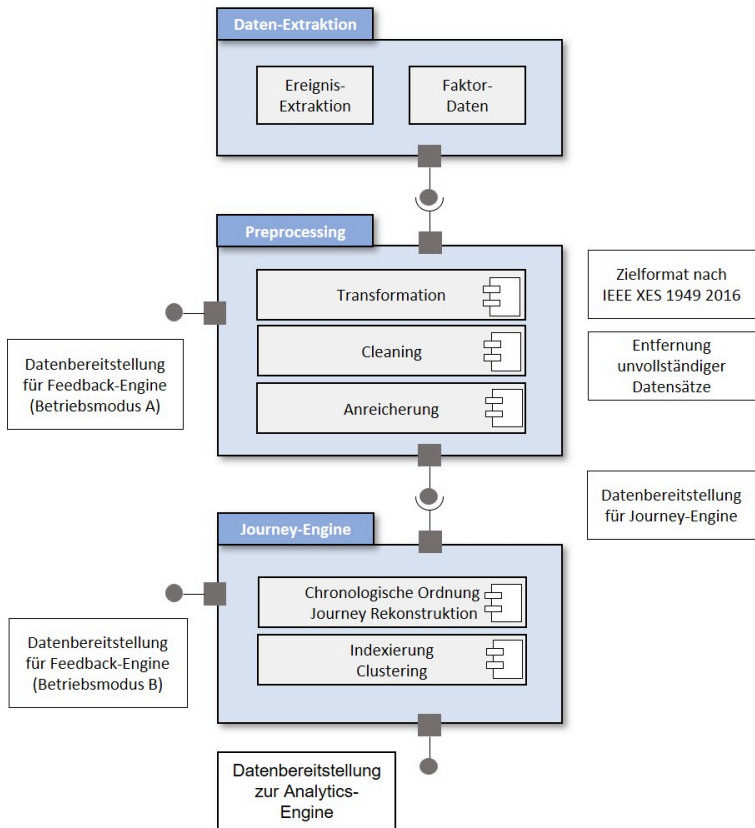 Daten-Extraktion
Ereignis-
Extraktion
Faktor-
Daten
Preprocessing
Transformation
Cleaning
Anreicherung
Zielformat nach
IEEE XES 1949 2016
Entfernung
unvollständiger
Datensätze
Datenbereitstellung
für Feedback-Engine
(Betriebsmodus A)
Datenbereitstellung
für Journey-Engine
Journey-Engine
Chronologische Ordnung
Journey Rekonstruktion
Indexierung
Clustering
Datenbereitstellung
für Feedback-Engine
(Betriebsmodus B)
Datenbereitstellung
zur Analytics-
Engine